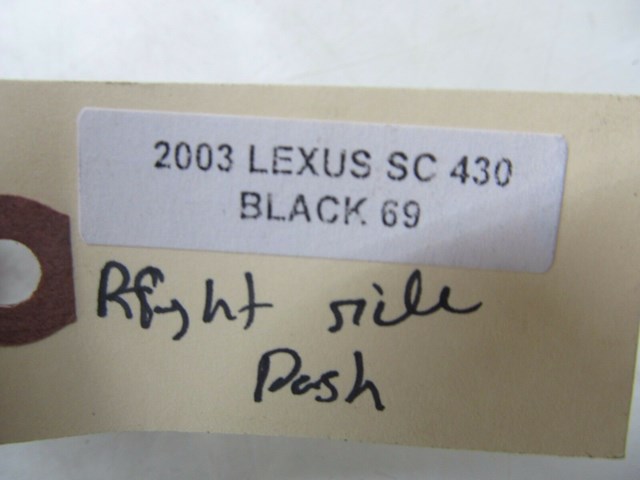 2003 LEXUS SC 430
BLACK 69
Right side
Dash